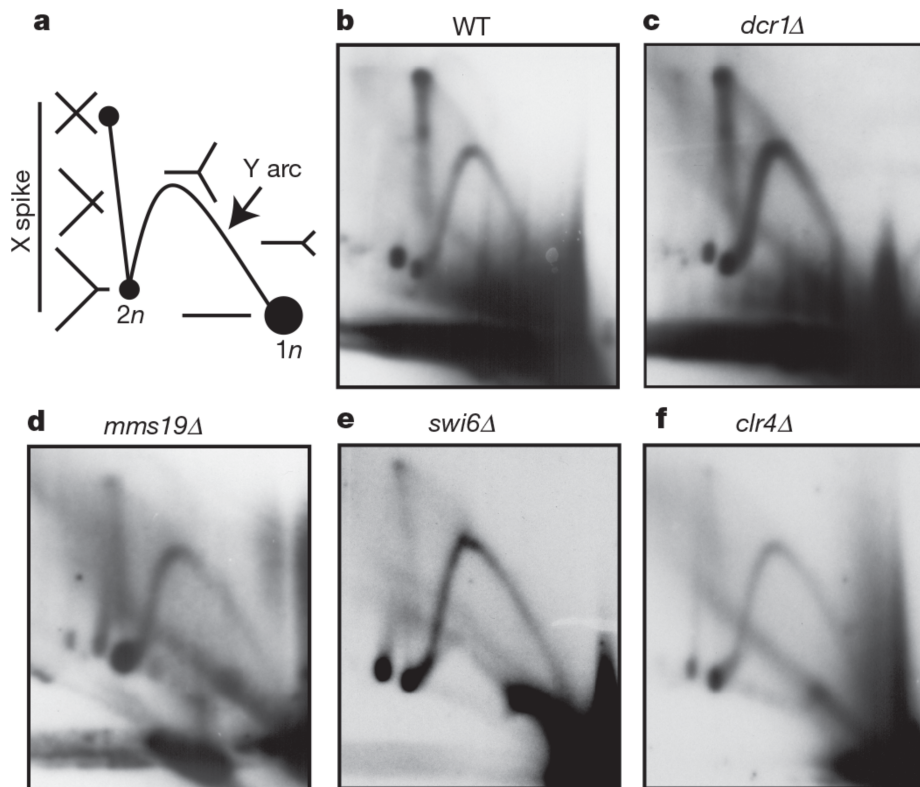 a
X spike
Y arc
2n
1n
b
WT
c
dcr1Δ
d
mms19Δ
e
swi6Δ
f
clr4Δ